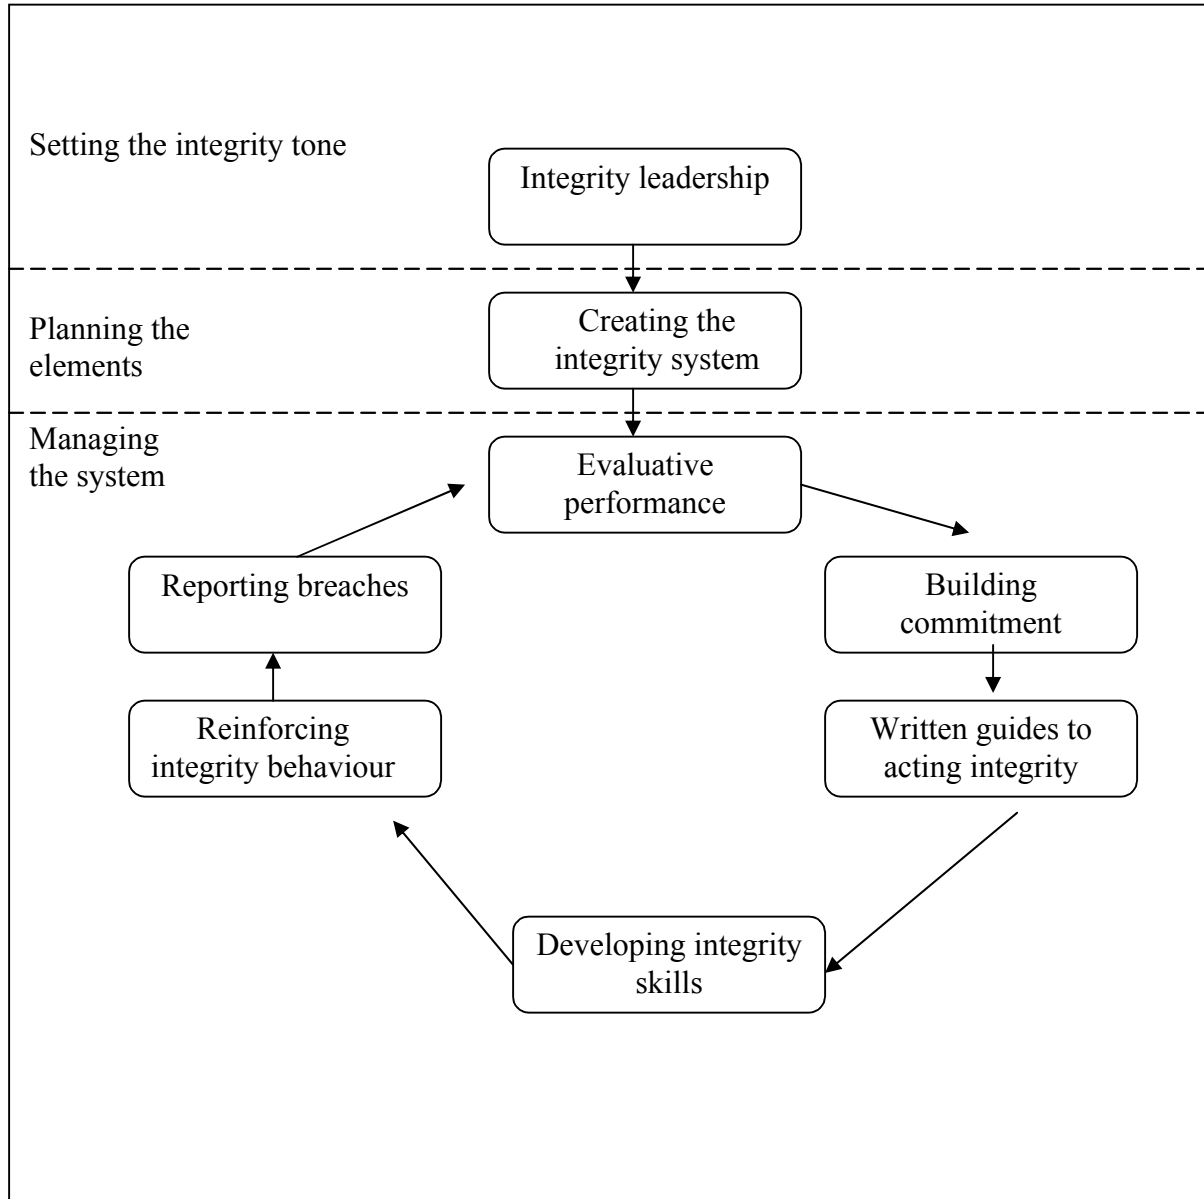 Setting the integrity tone
Integrity leadership
Planning the
elements
Creating the
integrity system
Managing
the system
Evaluative
performance
Reporting breaches
Building
commitment
Reinforcing
integrity behaviour
Written guides to
acting integrity
Developing integrity
skills